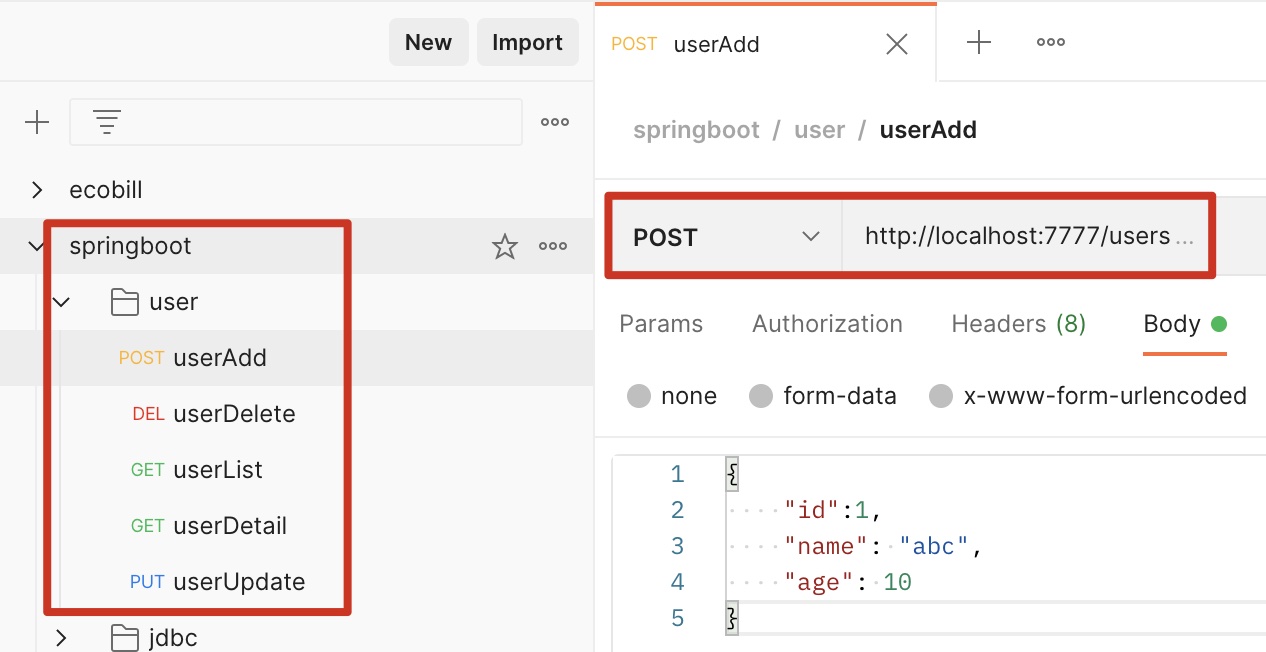 New Import
ecobill
springboot
user
POST userAdd
DEL userDelete
GET userList
GET userDetail
PUT userUpdate
jdbc
POST userAdd
springboot / user / userAdd
POST http://localhost:7777/users ...
Params Authorization Headers (8) Body
none form-data x-www-form-urlencoded
1 {
2 "id":1,
3 "name": "abc",
4 "age": 10
5 }